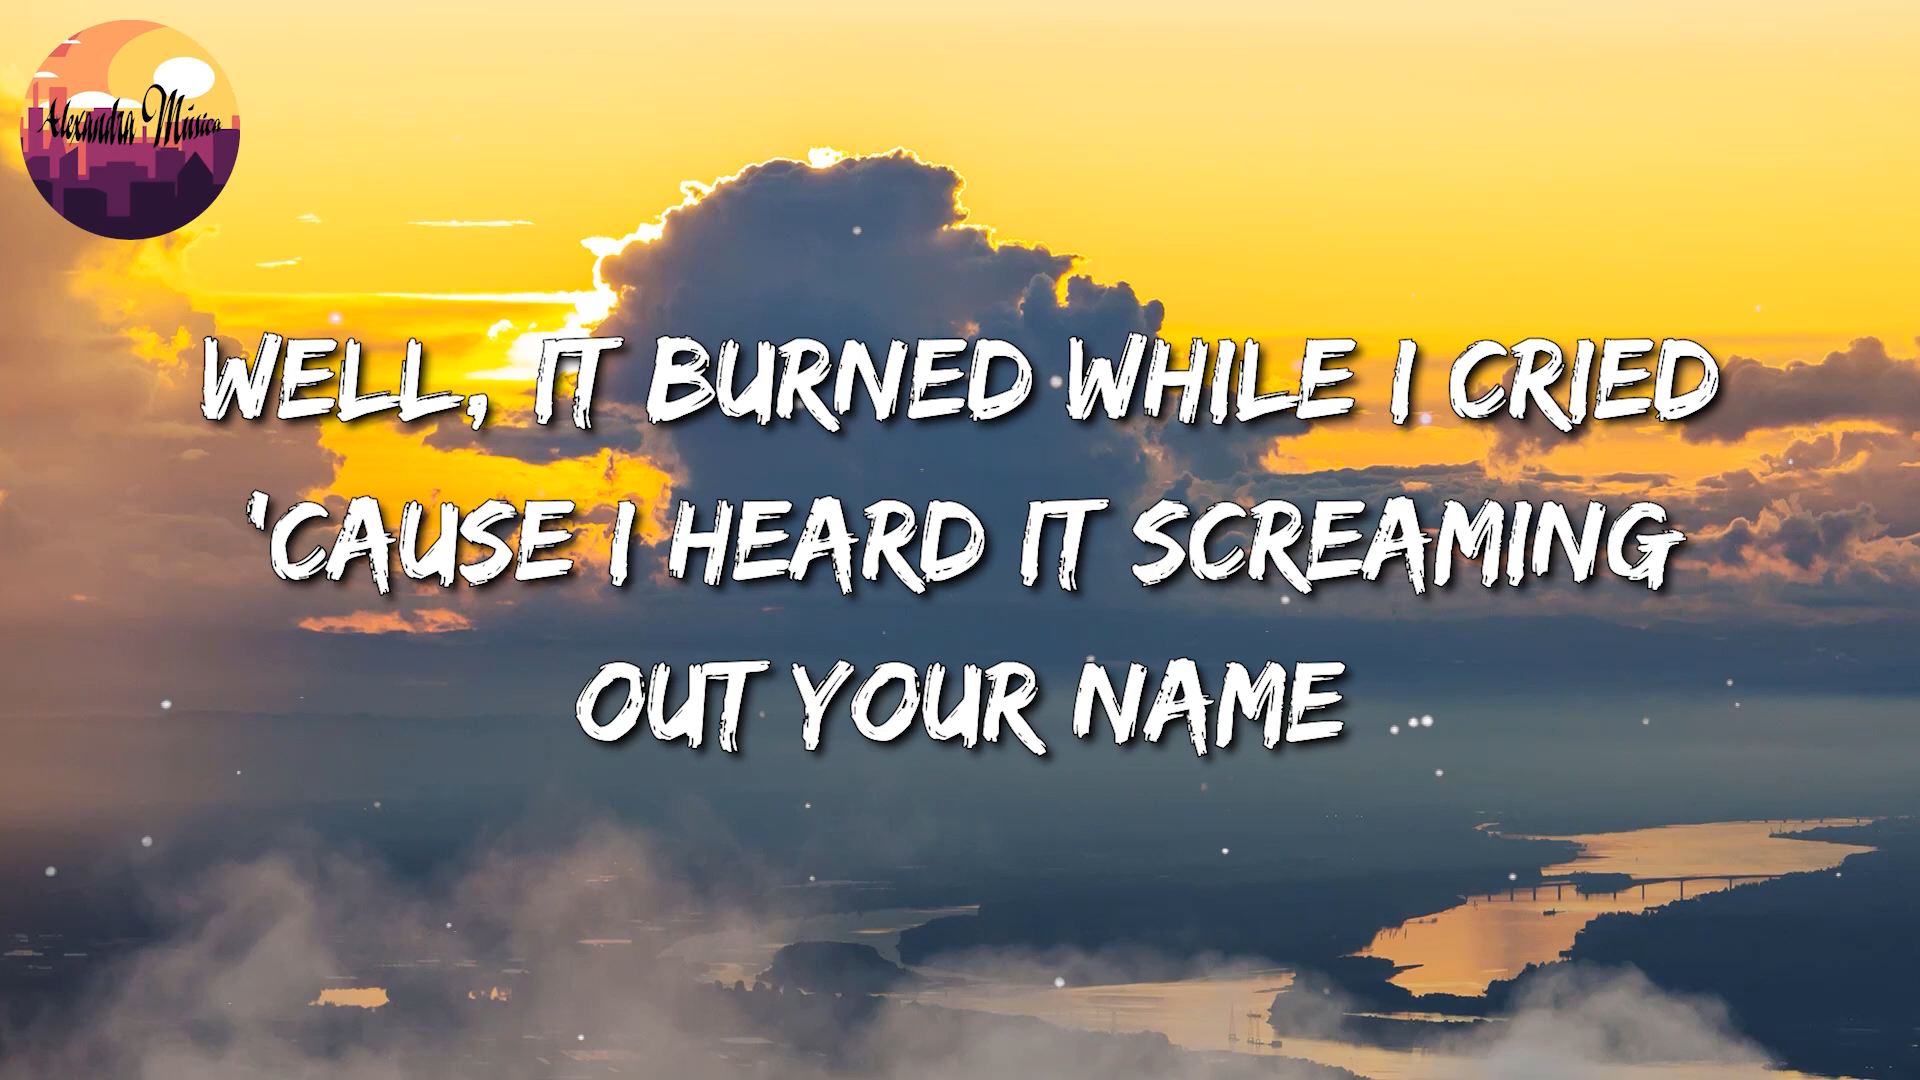 Alexandra Música
WELL, IT BURNED WHILE I CRIED
'CAUSE I HEARD IT SCREAMING
OUT YOUR NAME